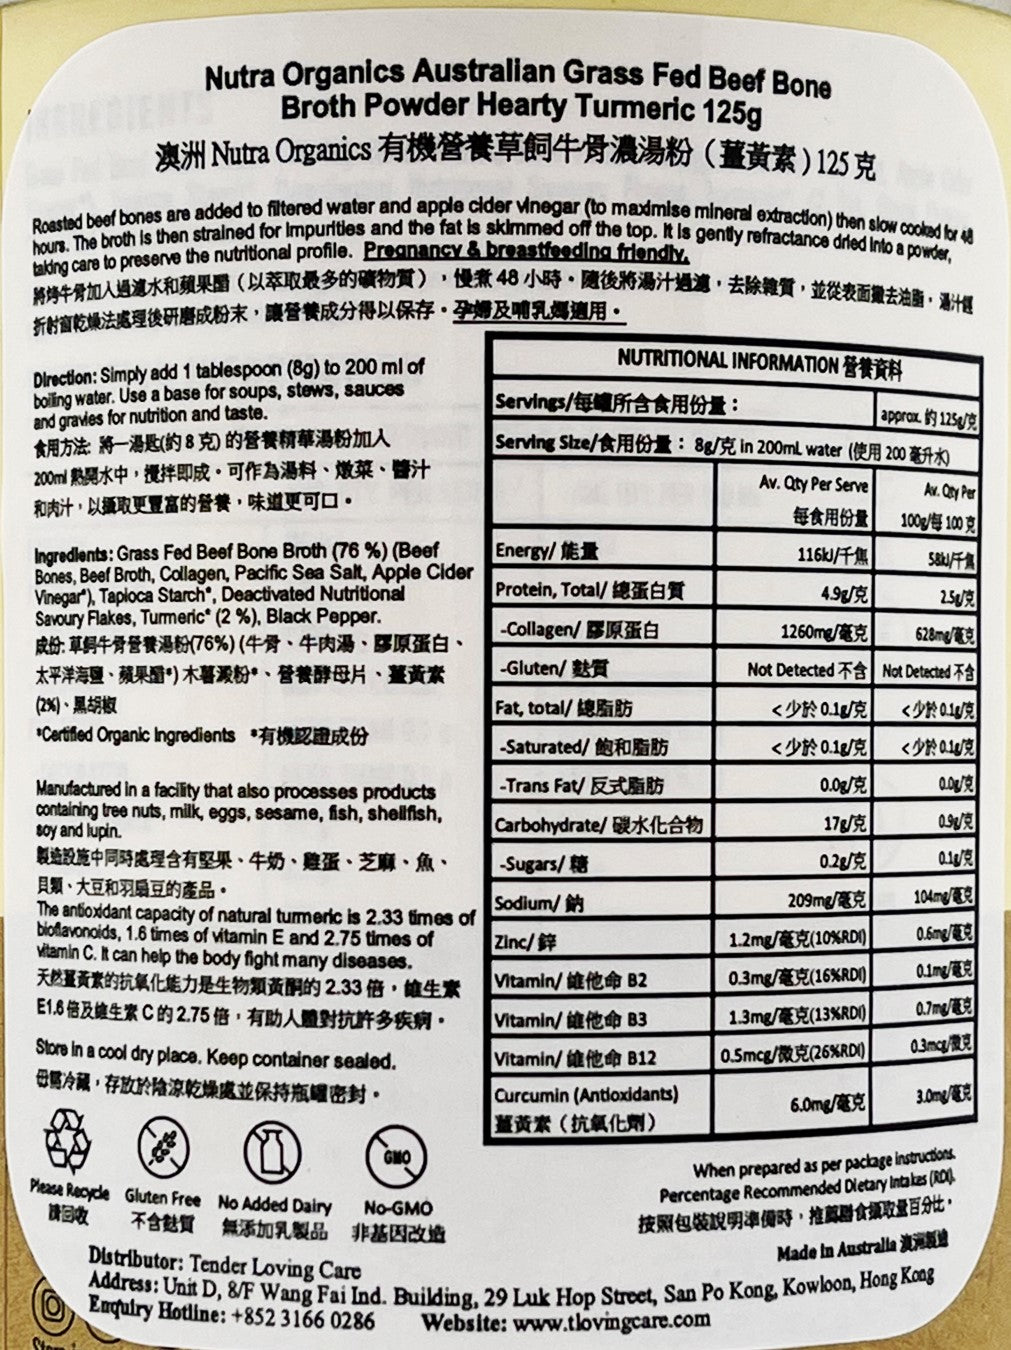 Nutra Organics Australian Grass Fed Beef Bone
Broth Powder Hearty Turmeric 125g
澳洲 Nutra Organics 有機營養草飼牛骨濃湯粉（薑黃素）125 克
Roasted beef bones are added to filtered water and apple cider vinegar (to maximise mineral extraction) then slow cooked for 48
hours. The broth is then strained for impurities and the fat is skimmed off the top. It is gently refractance dried into a powder,
taking care to preserve the nutritional profile. Pregnancy & breastfeeding friendly.
將烤牛骨加入過濾水和蘋果醋（以萃取最多的礦物質），慢煮 48 小時。隨後將湯汁過濾，去除雜質，並從表面撇去油脂。湯汁經
折射窗乾燥法處理後研磨成粉末，讓營養成分得以保存。孕婦及哺乳媽適用。
Direction: Simply add 1 tablespoon (8g) to 200 ml of
boiling water. Use a base for soups, stews, sauces
and gravies for nutrition and taste.
食用方法: 將一湯匙(約 8 克) 的營養精華湯粉加入
200ml 熱開水中，攪拌即成。可作為湯料、燉菜、醬汁
和肉汁，以攝取更豐富的營養，味道更可口。
Ingredients: Grass Fed Beef Bone Broth (76 %) (Beef
Bones, Beef Broth, Collagen, Pacific Sea Salt, Apple Cider
Vinegar*), Tapioca Starch*, Deactivated Nutritional
Savoury Flakes, Turmeric* (2 %), Black Pepper.
成份: 草飼牛骨營養湯粉(76%) (牛骨、牛肉湯、膠原蛋白、
太平洋海鹽、蘋果醋*) 木薯澱粉*、營養酵母片、薑黃素
(2%)、黑胡椒
*Certified Organic Ingredients *有機認證成份
Manufactured in a facility that also processes products
containing tree nuts, milk, eggs, sesame, fish, shellfish,
soy and lupin.
製造設施中同時處理含有堅果、牛奶、雞蛋、芝麻、魚、
貝類、大豆和羽扇豆的產品。
The antioxidant capacity of natural turmeric is 2.33 times of
bioflavonoids, 1.6 times of vitamin E and 2.75 times of
vitamin C. It can help the body fight many diseases.
天然薑黃素的抗氧化能力是生物類黃酮的 2.33 倍，維生素
E1.6 倍及維生素 C 的 2.75 倍，有助人體對抗許多疾病。
Store in a cool dry place. Keep container sealed.
毋需冷藏，存放於陰涼乾燥處並保持瓶罐密封。
NUTRITIONAL INFORMATION 營養資料
Servings/每罐所含食用份量： approx. 約 125g/克
Serving Size/食用份量： 8g/克 in 200mL water (使用 200 毫升水)
Av. Qty Per Serve 每食用份量 Av. Qty Per 100g/每 100 克
Energy/ 能量 116kJ/千焦 58kJ/千焦
Protein, Total/ 總蛋白質 4.9g/克 2.5g/克
-Collagen/ 膠原蛋白 1260mg/毫克 628mg/毫克
-Gluten/ 麩質 Not Detected 不含 Not Detected 不含
Fat, total/ 總脂肪 <少於 0.1g/克 <少於 0.1g/克
-Saturated/ 飽和脂肪 <少於 0.1g/克 <少於 0.1g/克
-Trans Fat/ 反式脂肪 0.0g/克 0.0g/克
Carbohydrate/ 碳水化合物 17g/克 0.9g/克
-Sugars/ 糖 0.2g/克 0.1g/克
Sodium/ 鈉 209mg/毫克 104mg/毫克
Zinc/ 鋅 1.2mg/毫克(10%RDI) 0.6mg/毫克
Vitamin/ 維他命 B2 0.3mg/毫克(16%RDI) 0.1mg/毫克
Vitamin/ 維他命 B3 1.3mg/毫克(13%RDI) 0.7mg/毫克
Vitamin/ 維他命 B12 0.5mcg/微克(26%RDI) 0.3mcg/微克
Curcumin (Antioxidants) 6.0mg/毫克 3.0mg/毫克
薑黃素（抗氧化劑）
GMO
Please Recycle Gluten Free No Added Dairy No-GMO
請回收 不含麩質 無添加乳製品 非基因改造
When prepared as per package instructions.
Percentage Recommended Dietary Intakes (RDI).
按照包裝說明準備時，推薦膳食攝取量百分比。
Made in Australia 澳洲製造
Distributor: Tender Loving Care
Address: Unit D, 8/F Wang Fai Ind. Building, 29 Luk Hop Street, San Po Kong, Kowloon, Hong Kong
Enquiry Hotline: +852 3166 0286 Website: www.tlovingcare.com